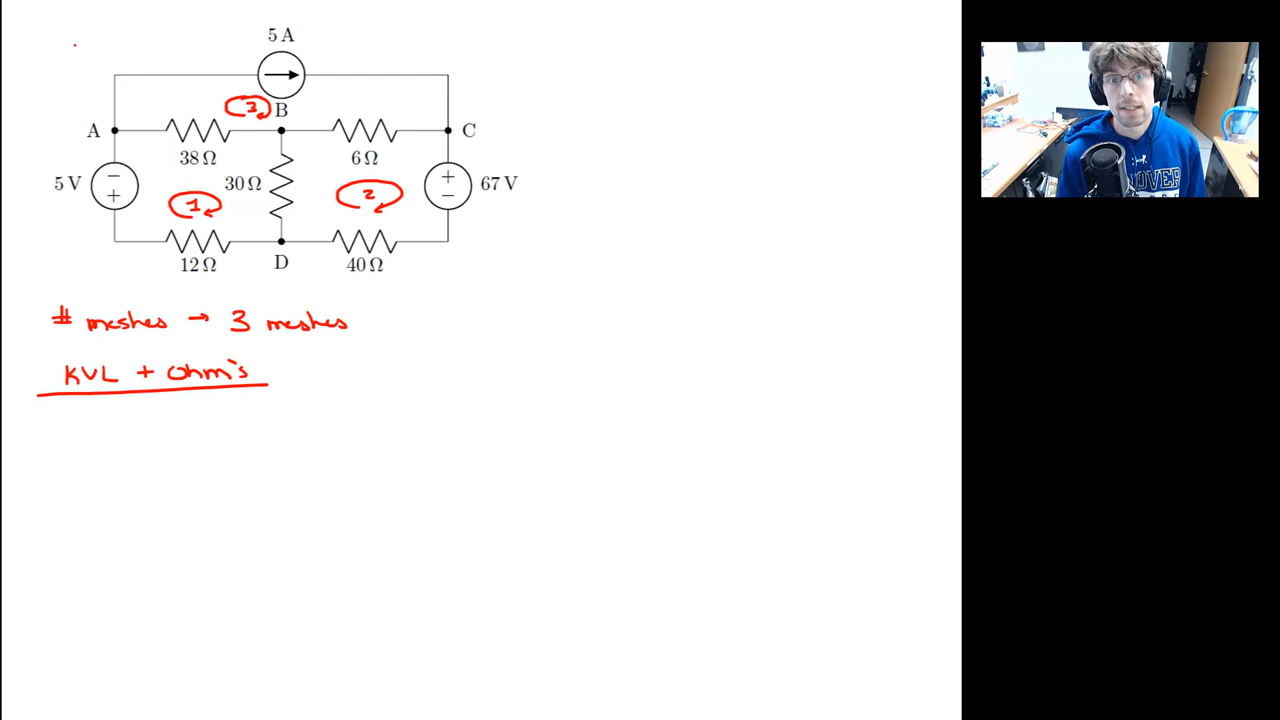 5 A
3
B
A
C
38 Ω
6 Ω
5 V
−
+
30 Ω
+
−
67 V
1
2
12 Ω
D
40 Ω
# meshes → 3 meshes
KVL + Ohm's